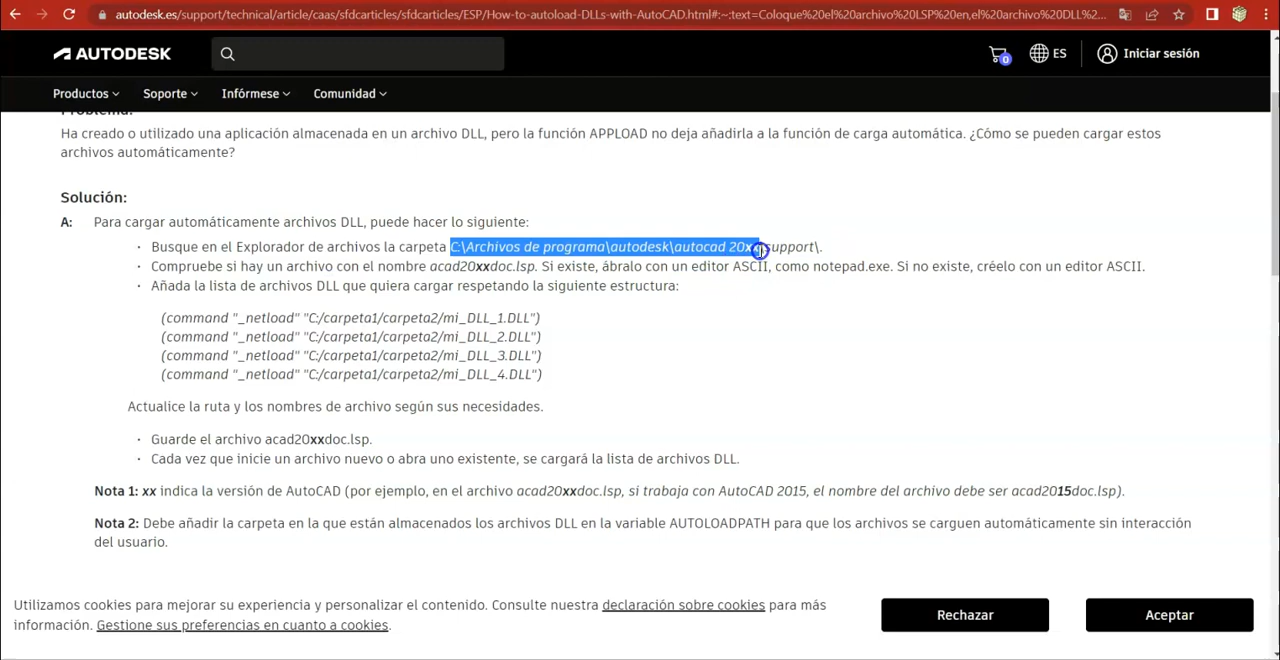 autodesk.es/support/technical/article/caas/sfdcarticles/sfdcarticles/ESP/How-to-autoload-DLLs-with-AutoCAD.html#:~:text=Coloque%20el%20archivo%20LSP%20en,el%20archivo%20DLL%2...
AUTODESK
0
ES
Iniciar sesión
Productos
Soporte
Infórmese
Comunidad
Problema:
Ha creado o utilizado una aplicación almacenada en un archivo DLL, pero la función APPLOAD no deja añadirla a la función de carga automática. ¿Cómo se pueden cargar estos
archivos automáticamente?
Solución:
A: Para cargar automáticamente archivos DLL, puede hacer lo siguiente:
· Busque en el Explorador de archivos la carpeta C:\Archivos de programa\autodesk\autocad 20xx\support\.
· Compruebe si hay un archivo con el nombre acad20xxdoc.lsp. Si existe, ábralo con un editor ASCII, como notepad.exe. Si no existe, créelo con un editor ASCII.
· Añada la lista de archivos DLL que quiera cargar respetando la siguiente estructura:
(command "_netload" "C:/carpeta1/carpeta2/mi_DLL_1.DLL")
(command "_netload" "C:/carpeta1/carpeta2/mi_DLL_2.DLL")
(command "_netload" "C:/carpeta1/carpeta2/mi_DLL_3.DLL")
(command "_netload" "C:/carpeta1/carpeta2/mi_DLL_4.DLL")
Actualice la ruta y los nombres de archivo según sus necesidades.
· Guarde el archivo acad20xxdoc.lsp.
· Cada vez que inicie un archivo nuevo o abra uno existente, se cargará la lista de archivos DLL.
Nota 1: xx indica la versión de AutoCAD (por ejemplo, en el archivo acad20xxdoc.lsp, si trabaja con AutoCAD 2015, el nombre del archivo debe ser acad2015doc.lsp).
Nota 2: Debe añadir la carpeta en la que están almacenados los archivos DLL en la variable AUTOLOADPATH para que los archivos se carguen automáticamente sin interacción
del usuario.
Utilizamos cookies para mejorar su experiencia y personalizar el contenido. Consulte nuestra declaración sobre cookies para más
información. Gestione sus preferencias en cuanto a cookies.
Rechazar
Aceptar